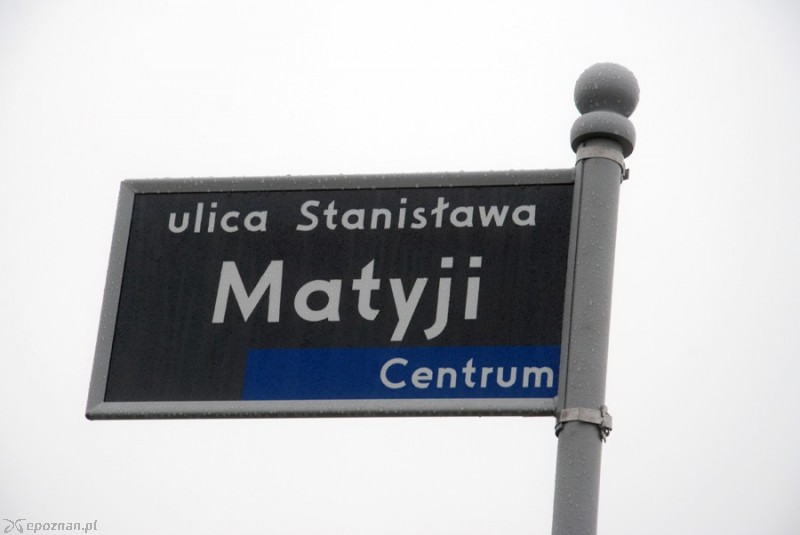 ulica Stanisława
Matyji
Centrum
epoznan.pl